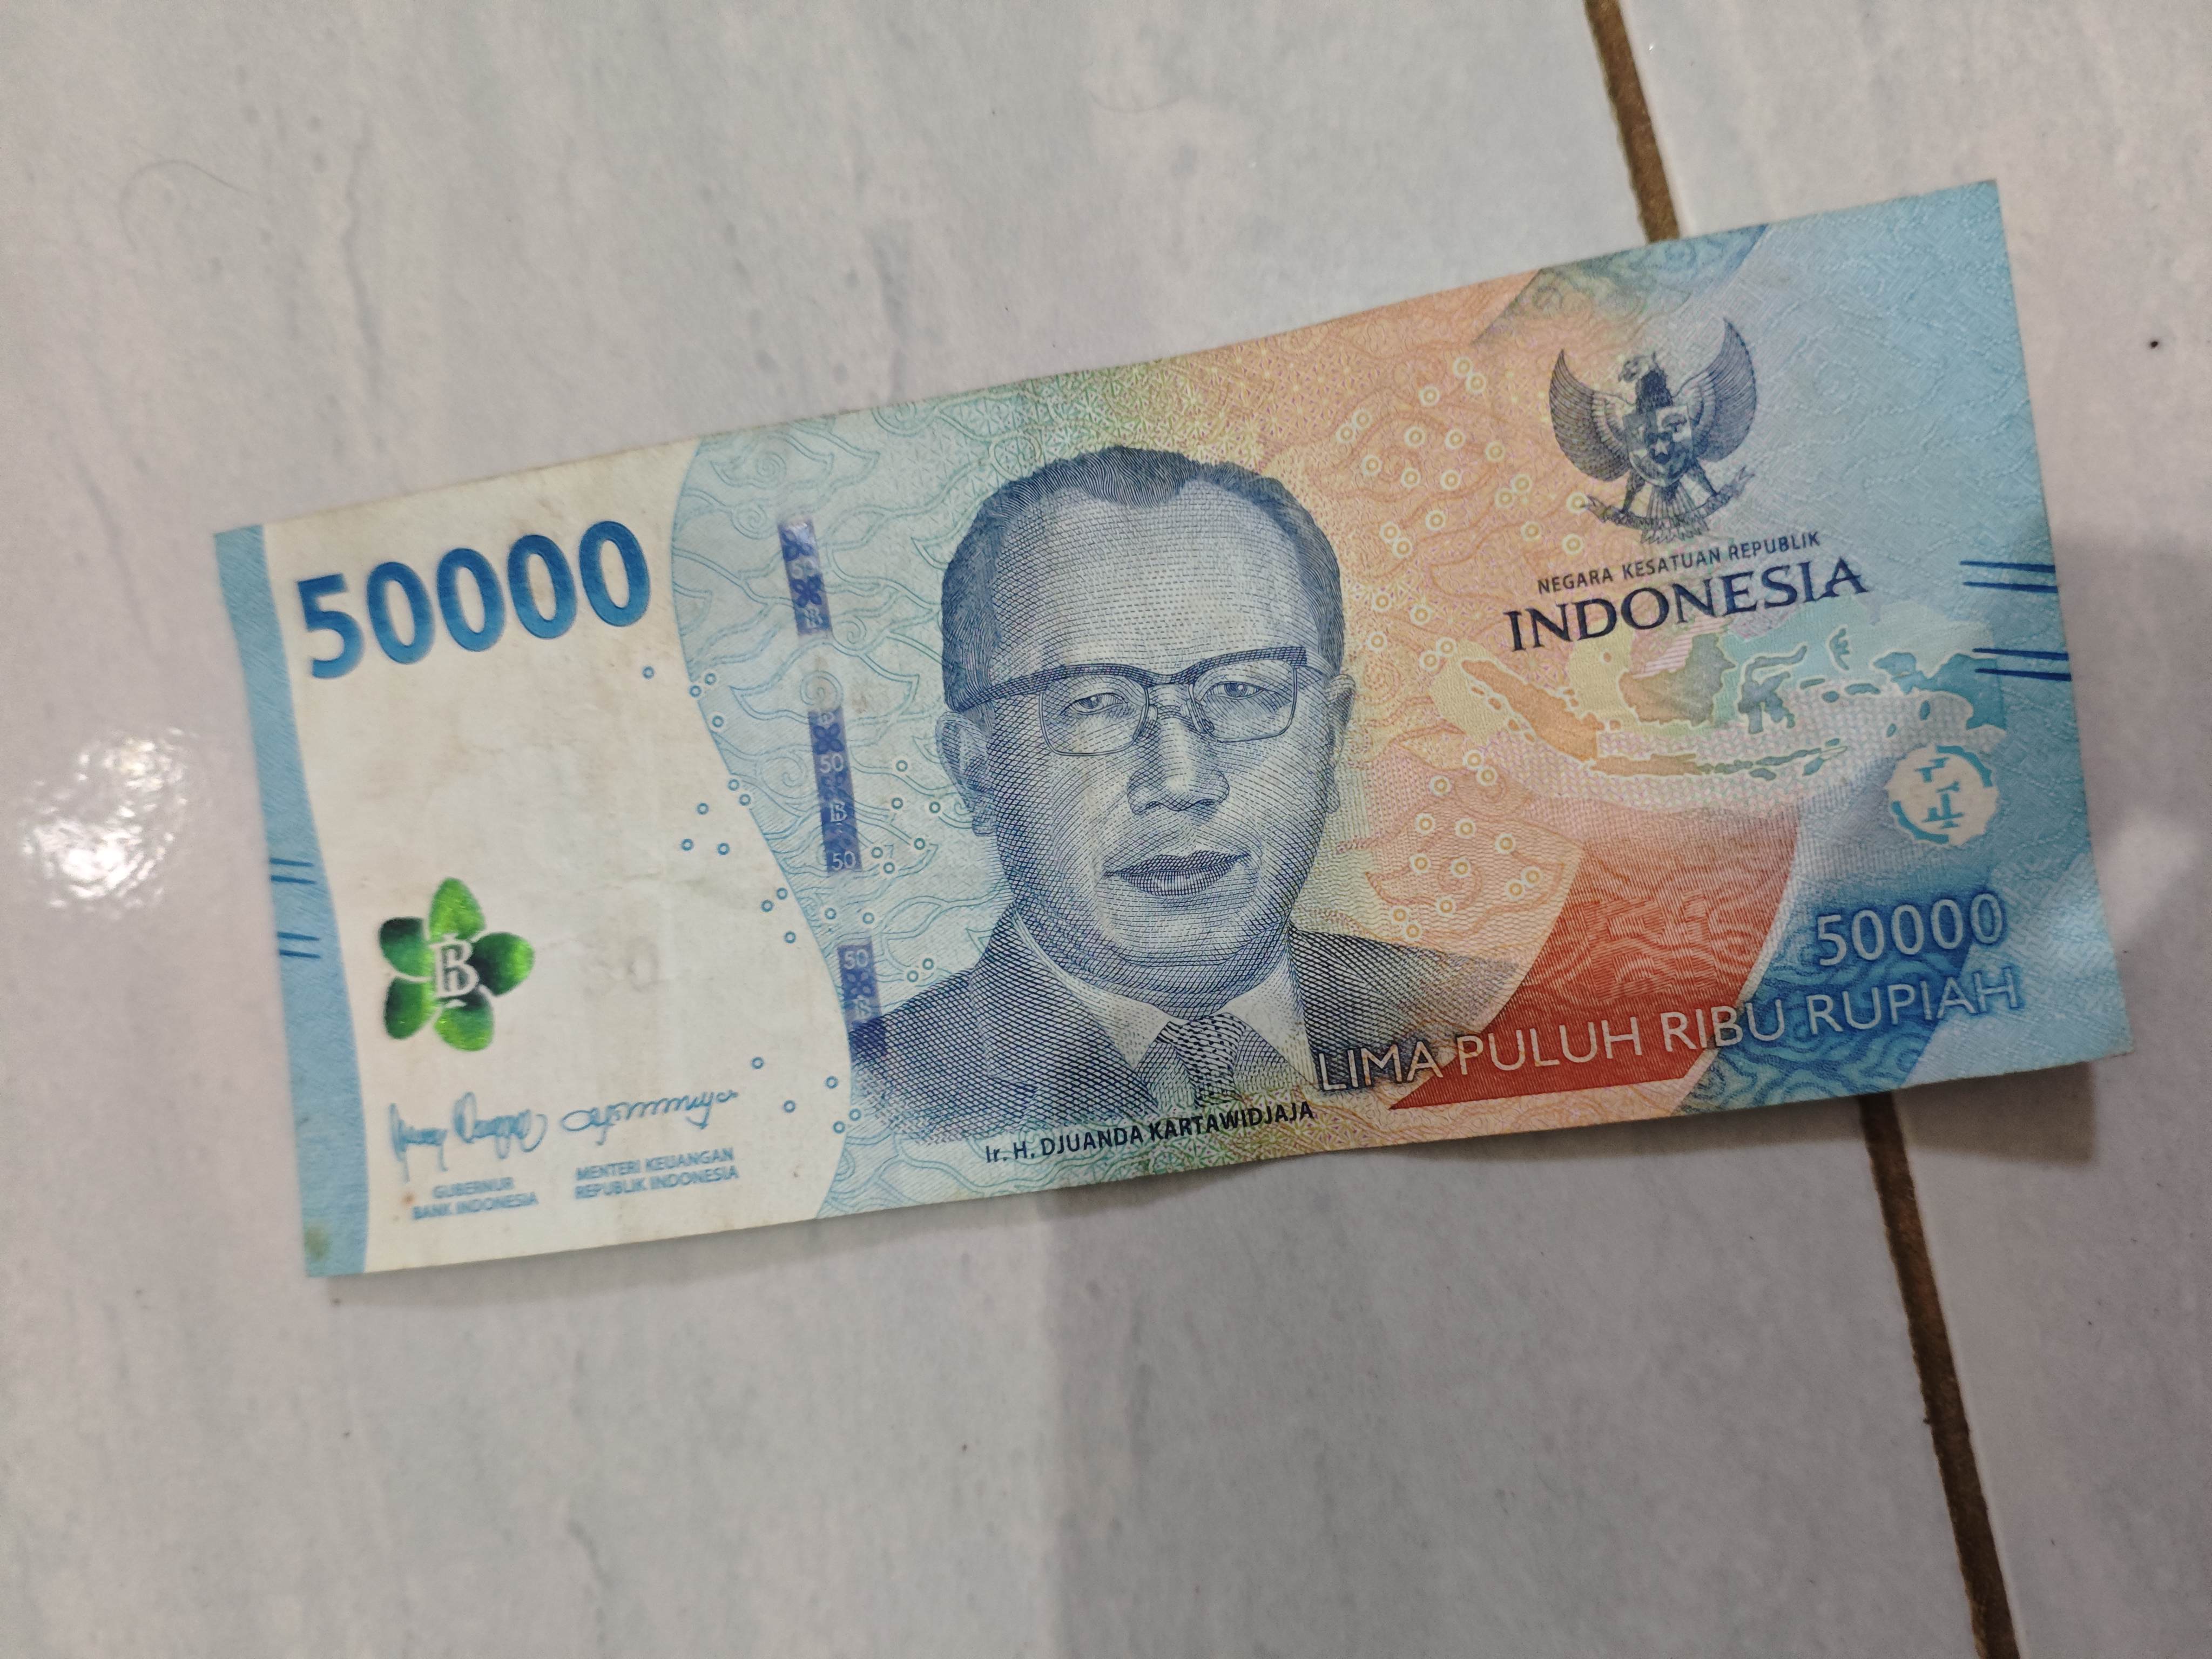 50000
50
B
50
B
50
50
B
50
B
GUBERNUR
BANK INDONESIA
MENTERI KEUANGAN
REPUBLIK INDONESIA
Ir. H. DJUANDA KARTAWIDJAJA
NEGARA KESATUAN REPUBLIK
INDONESIA
50000
LIMA PULUH RIBU RUPIAH